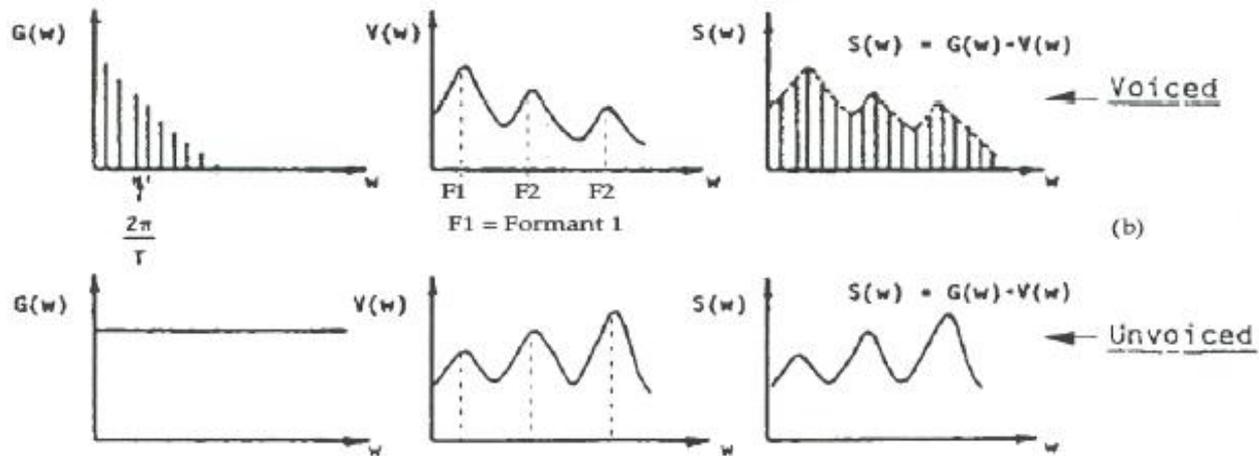 G(w)
V(w)
S(w)
S(w) = G(w)-V(w)
Voiced
w
w
w
F1
F2
F2
2π
T
F1 = Formant 1
(b)
G(w)
V(w)
S(w)
S(w) = G(w)-V(w)
Unvoiced
w
w
w